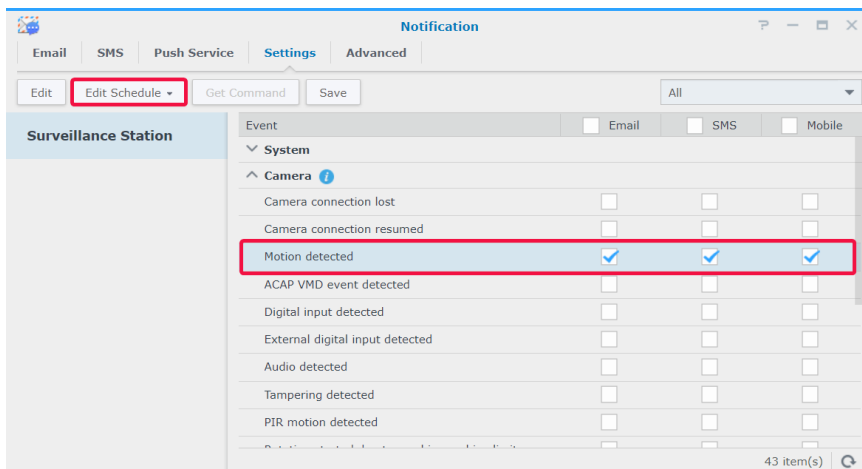 Notification
Email SMS Push Service Settings Advanced
Edit Edit Schedule Get Command Save All
Surveillance Station
Event Email SMS Mobile
System
Camera i
Camera connection lost
Camera connection resumed
Motion detected
ACAP VMD event detected
Digital input detected
External digital input detected
Audio detected
Tampering detected
PIR motion detected
43 item(s)